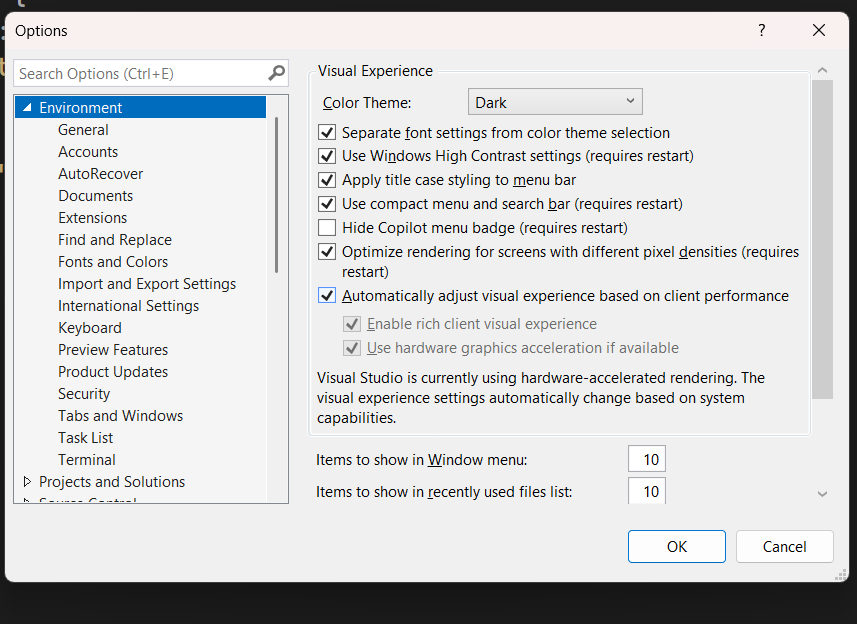 Options
?
Search Options (Ctrl+E)
Environment
General
Accounts
AutoRecover
Documents
Extensions
Find and Replace
Fonts and Colors
Import and Export Settings
International Settings
Keyboard
Preview Features
Product Updates
Security
Tabs and Windows
Task List
Terminal
Projects and Solutions
Source Control
Visual Experience
Color Theme:
Dark
Separate font settings from color theme selection
Use Windows High Contrast settings (requires restart)
Apply title case styling to menu bar
Use compact menu and search bar (requires restart)
Hide Copilot menu badge (requires restart)
Optimize rendering for screens with different pixel densities (requires
restart)
Automatically adjust visual experience based on client performance
Enable rich client visual experience
Use hardware graphics acceleration if available
Visual Studio is currently using hardware-accelerated rendering. The
visual experience settings automatically change based on system
capabilities.
Items to show in Window menu:
10
Items to show in recently used files list:
10
OK
Cancel